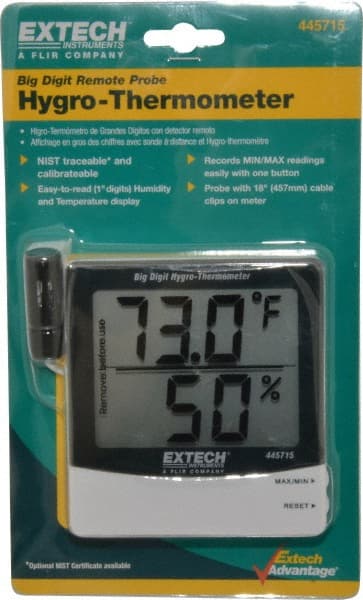 EXTECH
INSTRUMENTS
A FLIR COMPANY
445715
Big Digit Remote Probe
Hygro-Thermometer
• Higro-Termómetro de Grandes Dígitos con detector remoto
• Affichage en gros des chiffres avec sonde à distance et Hygro-thermomètre
NIST traceable* and
calibrateable
Easy-to-read (1" digits) Humidity
and Temperature display
Records MIN/MAX readings
easily with one button
Probe with 18" (457mm) cable
clips on meter
Big Digit Hygro-Thermometer
Remove before use
73.0°F
50%
EXTECH
INSTRUMENTS
A FLIR COMPANY
445715
MAX/MIN >
RESET >
*Optional NIST Certificate available
Extech
Advantage™